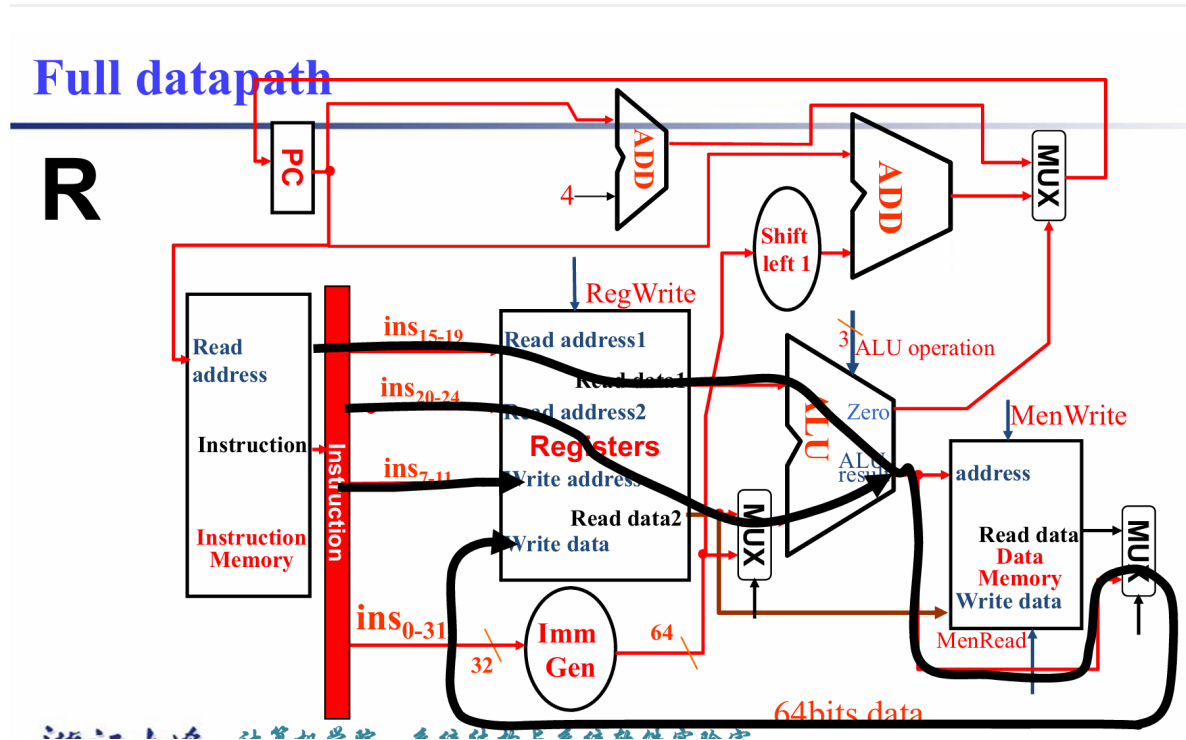 Full datapath
R
PC
4
ADD
ADD
MUX
Shift
left 1
RegWrite
3
ALU operation
Read
address
Instruction
Instruction
Memory
Instruction
ins15-19
ins20-24
ins7-11
ins0-31
32
Read address1
Read data1
Read address2
Registers
Write address
Read data2
Write data
Imm
Gen
64
MUX
ALU
Zero
ALU
result
MenWrite
address
Read data
Data
Memory
Write data
MenRead
MUX
64bits data